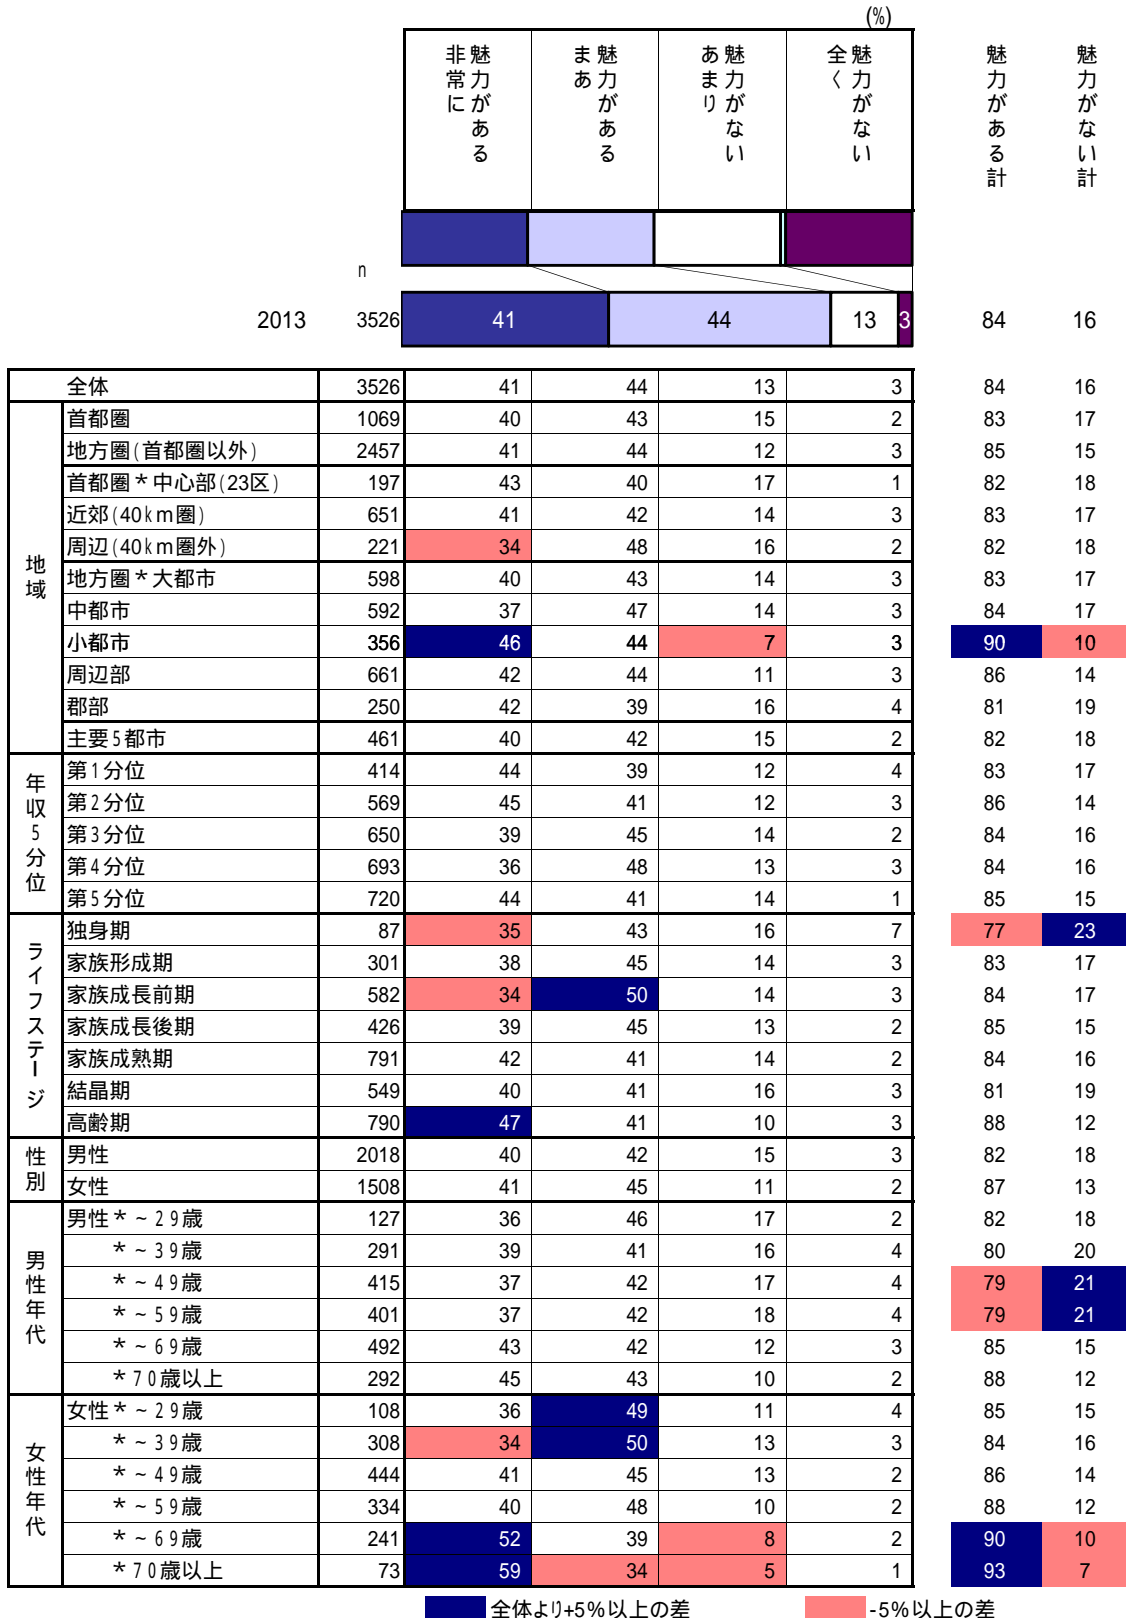 (%)
非常に魅力がある まあ魅力がある あまり魅力がない 全く魅力がない 魅力がある計 魅力がない計
n
2013 3526 41 44 13 3 84 16
全体 3526 41 44 13 3 84 16
地域
首都圏 1069 40 43 15 2 83 17
地方圏(首都圏以外) 2457 41 44 12 3 85 15
首都圏*中心部(23区) 197 43 40 17 1 82 18
近郊(40km圏) 651 41 42 14 3 83 17
周辺(40km圏外) 221 34 48 16 2 82 18
地方圏*大都市 598 40 43 14 3 83 17
中都市 592 37 47 14 3 84 17
小都市 356 46 44 7 3 90 10
周辺部 661 42 44 11 3 86 14
郡部 250 42 39 16 4 81 19
主要5都市 461 40 42 15 2 82 18
年収5分位
第1分位 414 44 39 12 4 83 17
第2分位 569 45 41 12 3 86 14
第3分位 650 39 45 14 2 84 16
第4分位 693 36 48 13 3 84 16
第5分位 720 44 41 14 1 85 15
ライフステージ
独身期 87 35 43 16 7 77 23
家族形成期 301 38 45 14 3 83 17
家族成長前期 582 34 50 14 3 84 17
家族成長後期 426 39 45 13 2 85 15
家族成熟期 791 42 41 14 2 84 16
結晶期 549 40 41 16 3 81 19
高齢期 790 47 41 10 3 88 12
性別
男性 2018 40 42 15 3 82 18
女性 1508 41 45 11 2 87 13
男性年代
男性*~29歳 127 36 46 17 2 82 18
*~39歳 291 39 41 16 4 80 20
*~49歳 415 37 42 17 4 79 21
*~59歳 401 37 42 18 4 79 21
*~69歳 492 43 42 12 3 85 15
*70歳以上 292 45 43 10 2 88 12
女性年代
女性*~29歳 108 36 49 11 4 85 15
*~39歳 308 34 50 13 3 84 16
*~49歳 444 41 45 13 2 86 14
*~59歳 334 40 48 10 2 88 12
*~69歳 241 52 39 8 2 90 10
*70歳以上 73 59 34 5 1 93 7
全体より+5%以上の差 -5%以上の差